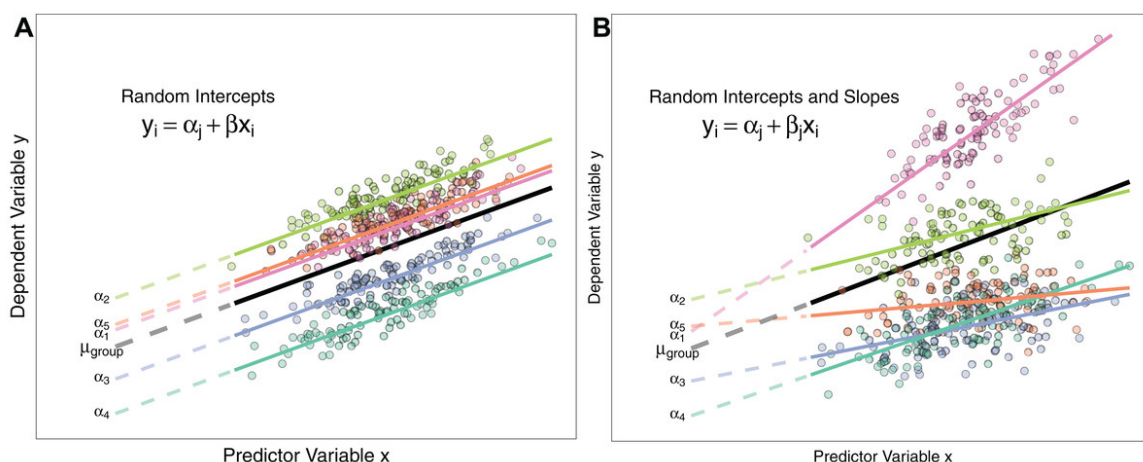 A
Random Intercepts
yᵢ = αⱼ + βxᵢ
Dependent Variable y
α₂
α₅
α₁
μgroup
α₃
α₄
Predictor Variable x
B
Random Intercepts and Slopes
yᵢ = αⱼ + βⱼxᵢ
Dependent Variable y
α₂
α₅
α₁
μgroup
α₃
α₄
Predictor Variable x